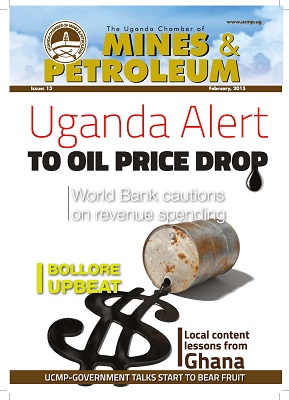 www.ucmp.ug
The Uganda Chamber of
MINES &
PETROLEUM
Issue: 13
February, 2015
Uganda Alert
TO OIL PRICE DROP
World Bank cautions
on revenue spending
BOLLORE
UPBEAT
Local content
lessons from
Ghana
UCMP-GOVERNMENT TALKS START TO BEAR FRUIT